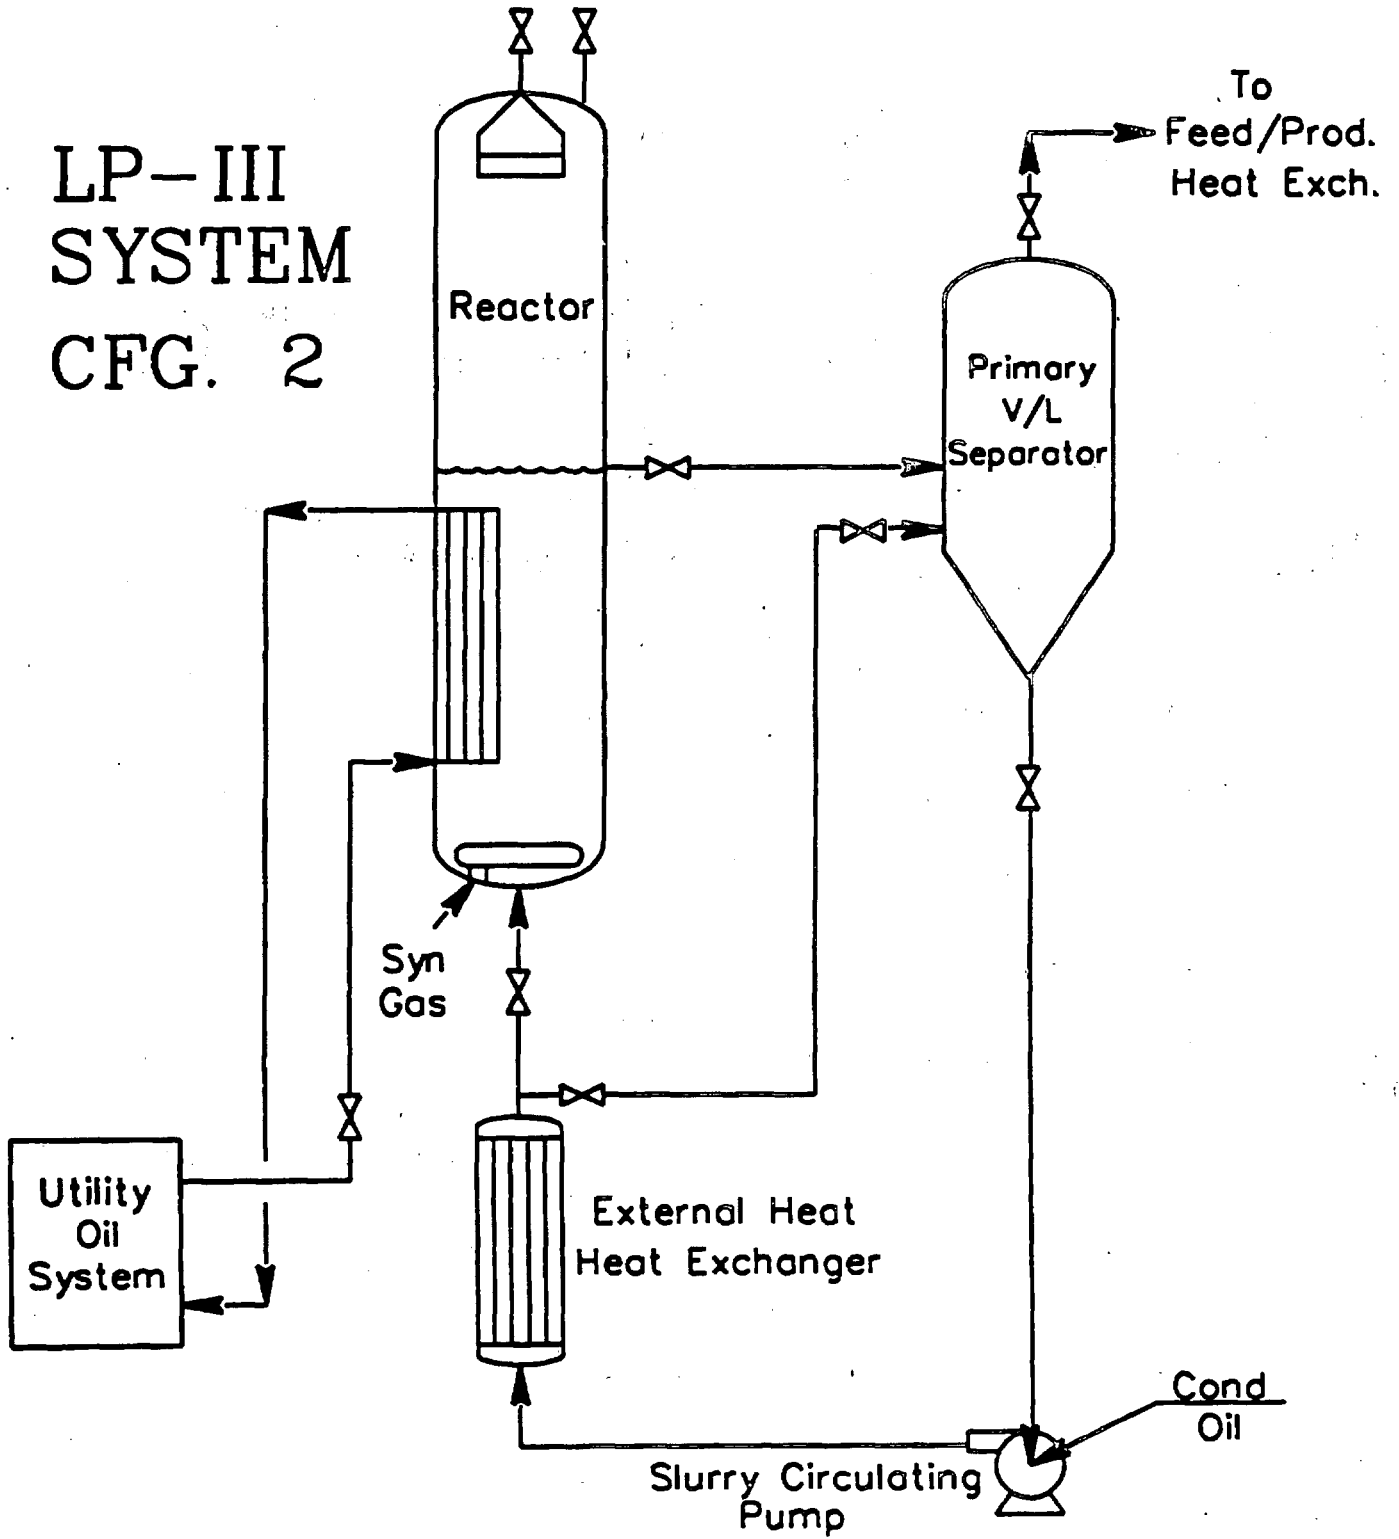 LP-III
SYSTEM
CFG. 2
To
Feed/Prod.
Heat Exch.
Reactor
Primary
V/L
Separator
Syn
Gas
Utility
Oil
System
External Heat
Heat Exchanger
Cond
Oil
Slurry Circulating
Pump